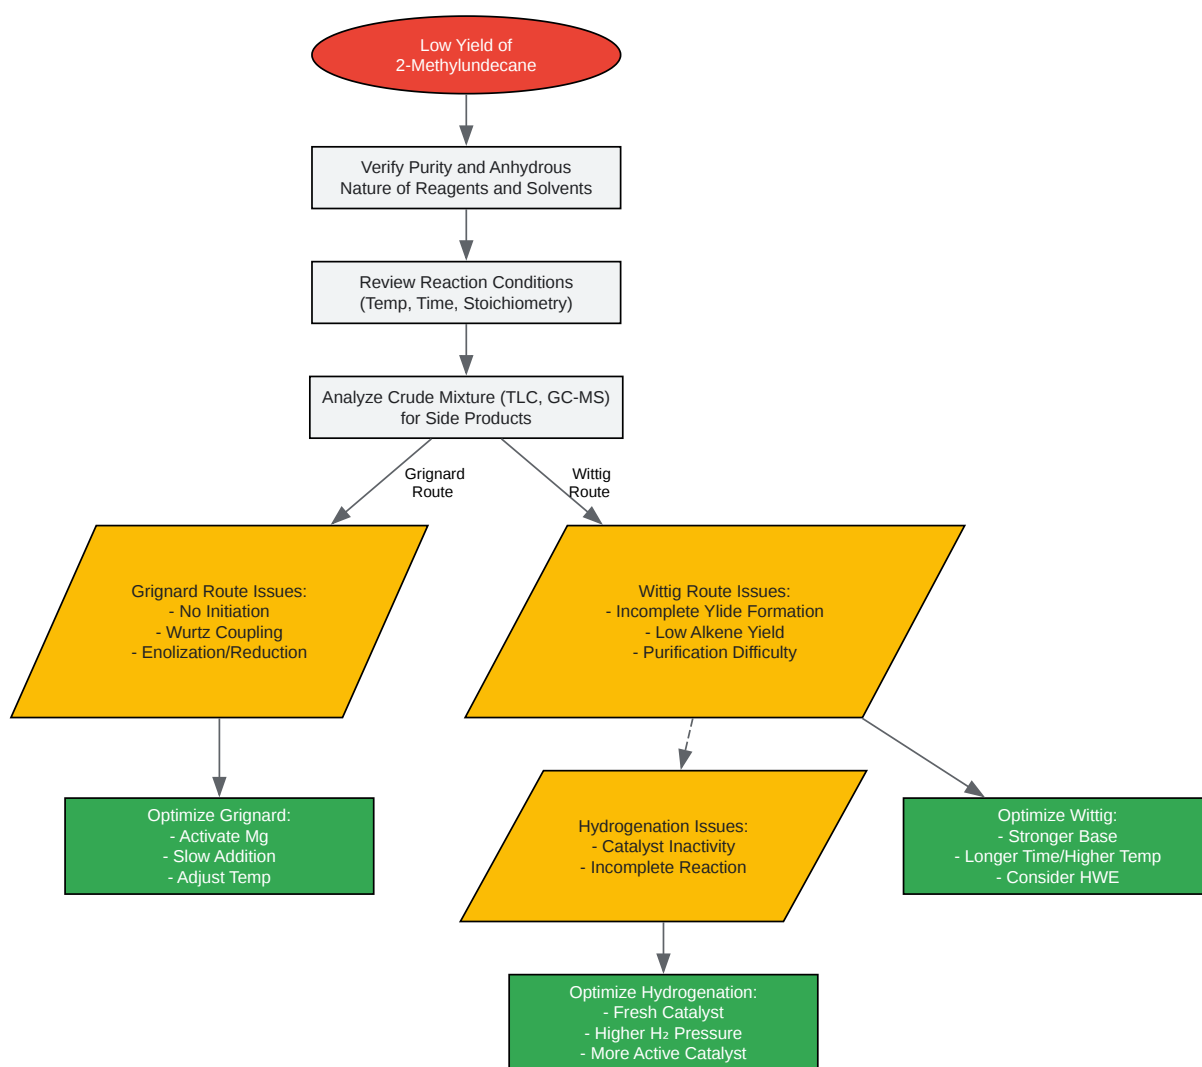 Low Yield of
2-Methylundecane
Verify Purity and Anhydrous
Nature of Reagents and Solvents
Review Reaction Conditions
(Temp, Time, Stoichiometry)
Analyze Crude Mixture (TLC, GC-MS)
for Side Products
Grignard
Route
Wittig
Route
Grignard Route Issues:
- No Initiation
- Wurtz Coupling
- Enolization/Reduction
Wittig Route Issues:
- Incomplete Ylide Formation
- Low Alkene Yield
- Purification Difficulty
Optimize Grignard:
- Activate Mg
- Slow Addition
- Adjust Temp
Hydrogenation Issues:
- Catalyst Inactivity
- Incomplete Reaction
Optimize Wittig:
- Stronger Base
- Longer Time/Higher Temp
- Consider HWE
Optimize Hydrogenation:
- Fresh Catalyst
- Higher H₂ Pressure
- More Active Catalyst